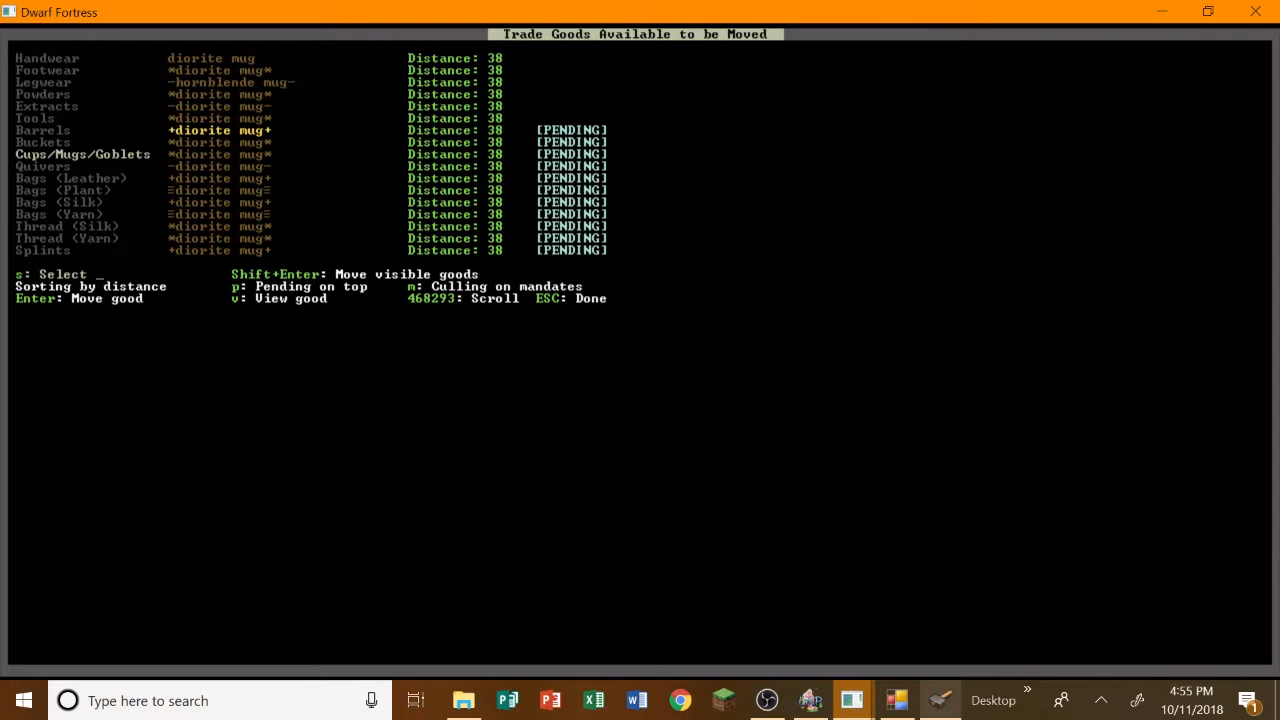 Dwarf Fortress
Trade Goods Available to be Moved
Handwear diorite mug Distance: 38
Footwear *diorite mug* Distance: 38
Legwear -hornblende mug- Distance: 38
Powders *diorite mug* Distance: 38
Extracts -diorite mug- Distance: 38
Tools *diorite mug* Distance: 38
Barrels +diorite mug+ Distance: 38 [PENDING]
Buckets *diorite mug* Distance: 38 [PENDING]
Cups/Mugs/Goblets *diorite mug* Distance: 38 [PENDING]
Quivers -diorite mug- Distance: 38 [PENDING]
Bags (Leather) +diorite mug+ Distance: 38 [PENDING]
Bags (Plant) ≡diorite mug≡ Distance: 38 [PENDING]
Bags (Silk) +diorite mug+ Distance: 38 [PENDING]
Bags (Yarn) ≡diorite mug≡ Distance: 38 [PENDING]
Thread (Silk) *diorite mug* Distance: 38 [PENDING]
Thread (Yarn) *diorite mug* Distance: 38 [PENDING]
Splints +diorite mug+ Distance: 38 [PENDING]
s: Select _ Shift+Enter: Move visible goods
Sorting by distance p: Pending on top m: Culling on mandates
Enter: Move good v: View good 468293: Scroll ESC: Done
Type here to search
Desktop
4:55 PM
10/11/2018
1